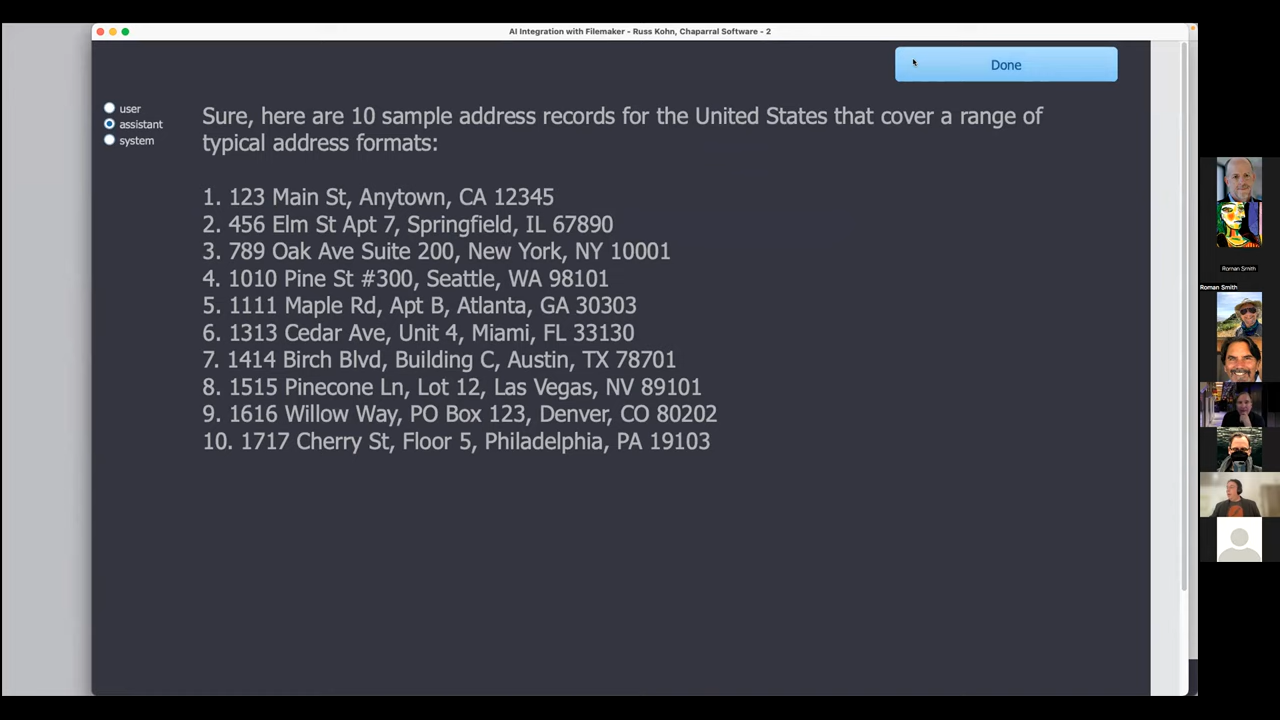 AI Integration with Filemaker - Russ Kohn, Chaparral Software - 2
Done
user
assistant
system
Sure, here are 10 sample address records for the United States that cover a range of
typical address formats:
1. 123 Main St, Anytown, CA 12345
2. 456 Elm St Apt 7, Springfield, IL 67890
3. 789 Oak Ave Suite 200, New York, NY 10001
4. 1010 Pine St #300, Seattle, WA 98101
5. 1111 Maple Rd, Apt B, Atlanta, GA 30303
6. 1313 Cedar Ave, Unit 4, Miami, FL 33130
7. 1414 Birch Blvd, Building C, Austin, TX 78701
8. 1515 Pinecone Ln, Lot 12, Las Vegas, NV 89101
9. 1616 Willow Way, PO Box 123, Denver, CO 80202
10. 1717 Cherry St, Floor 5, Philadelphia, PA 19103
Roman Smith
Roman Smith